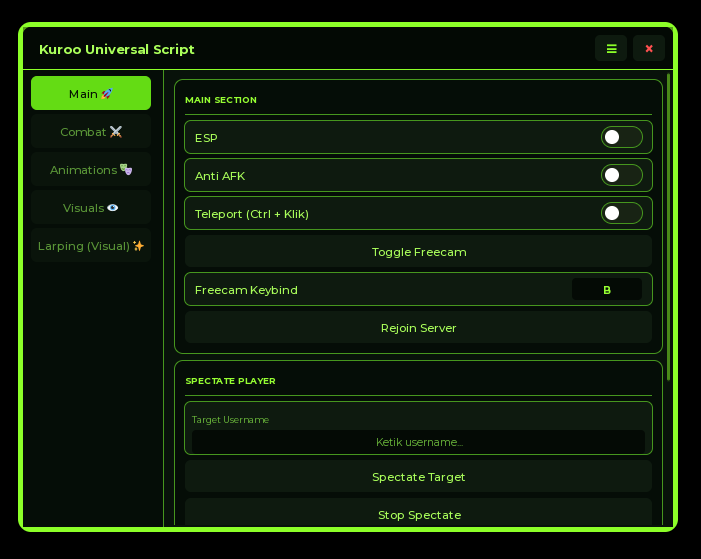 Kuroo Universal Script
Main 🚀
Combat ⚔️
Animations 🎭
Visuals 👁️
Larping (Visual) ✨
MAIN SECTION
ESP
Anti AFK
Teleport (Ctrl + Klik)
Toggle Freecam
Freecam Keybind
B
Rejoin Server
SPECTATE PLAYER
Target Username
Ketik username...
Spectate Target
Stop Spectate